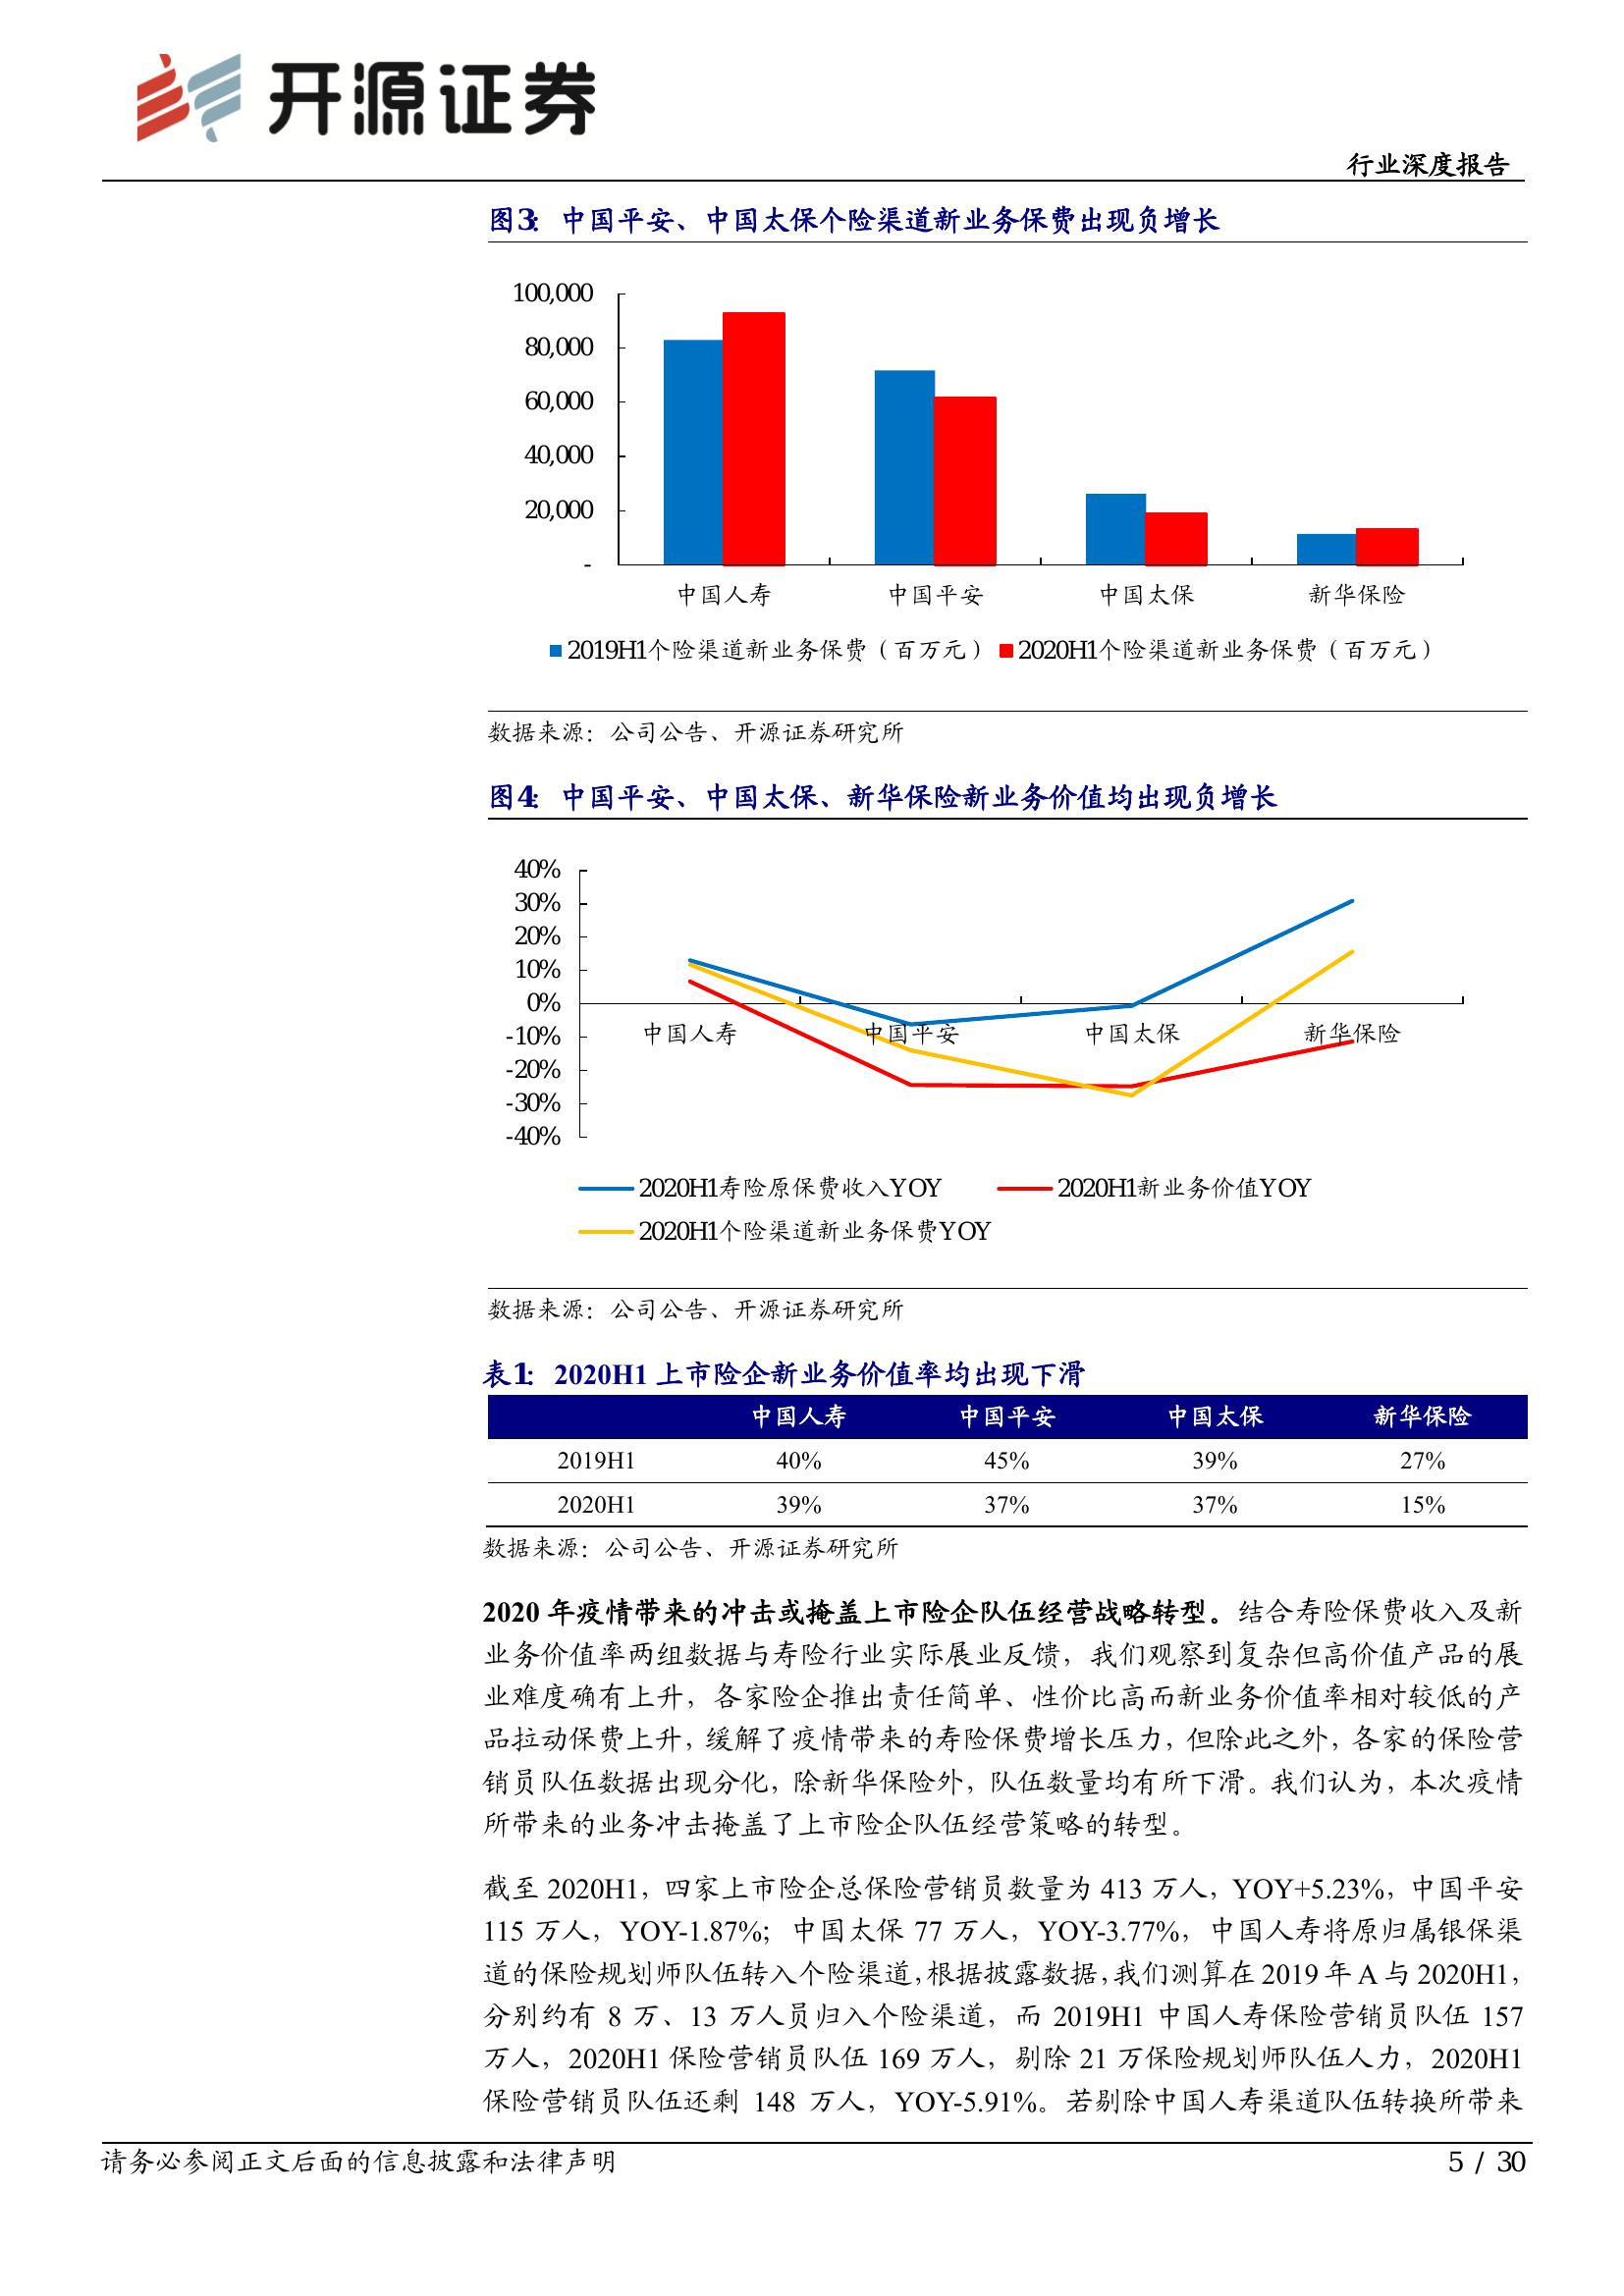 开源证券
行业深度报告
图3： 中国平安、中国太保个险渠道新业务保费出现负增长
100,000
80,000
60,000
40,000
20,000
-
中国人寿 中国平安 中国太保 新华保险
2019H1个险渠道新业务保费（百万元） 2020H1个险渠道新业务保费（百万元）
数据来源：公司公告、开源证券研究所
图4： 中国平安、中国太保、新华保险新业务价值均出现负增长
40%
30%
20%
10%
0%
-10%
-20%
-30%
-40%
中国人寿 中国平安 中国太保 新华保险
2020H1寿险原保费收入YOY 2020H1新业务价值YOY
2020H1个险渠道新业务保费YOY
数据来源：公司公告、开源证券研究所
表1： 2020H1 上市险企新业务价值率均出现下滑
中国人寿 中国平安 中国太保 新华保险
2019H1 40% 45% 39% 27%
2020H1 39% 37% 37% 15%
数据来源：公司公告、开源证券研究所
2020 年疫情带来的冲击或掩盖上市险企队伍经营战略转型。结合寿险保费收入及新
业务价值率两组数据与寿险行业实际展业反馈，我们观察到复杂但高价值产品的展
业难度确有上升，各家险企推出责任简单、性价比高而新业务价值率相对较低的产
品拉动保费上升，缓解了疫情带来的寿险保费增长压力，但除此之外，各家的保险营
销员队伍数据出现分化，除新华保险外，队伍数量均有所下滑。我们认为，本次疫情
所带来的业务冲击掩盖了上市险企队伍经营策略的转型。
截至 2020H1，四家上市险企总保险营销员数量为 413 万人，YOY+5.23%，中国平安
115 万人，YOY-1.87%；中国太保 77 万人，YOY-3.77%，中国人寿将原归属银保渠
道的保险规划师队伍转入个险渠道，根据披露数据，我们测算在 2019 年 A 与 2020H1，
分别约有 8 万、13 万人员归入个险渠道，而 2019H1 中国人寿保险营销员队伍 157
万人，2020H1 保险营销员队伍 169 万人，剔除 21 万保险规划师队伍人力，2020H1
保险营销员队伍还剩 148 万人，YOY-5.91%。若剔除中国人寿渠道队伍转换所带来
请务必参阅正文后面的信息披露和法律声明 5 / 30